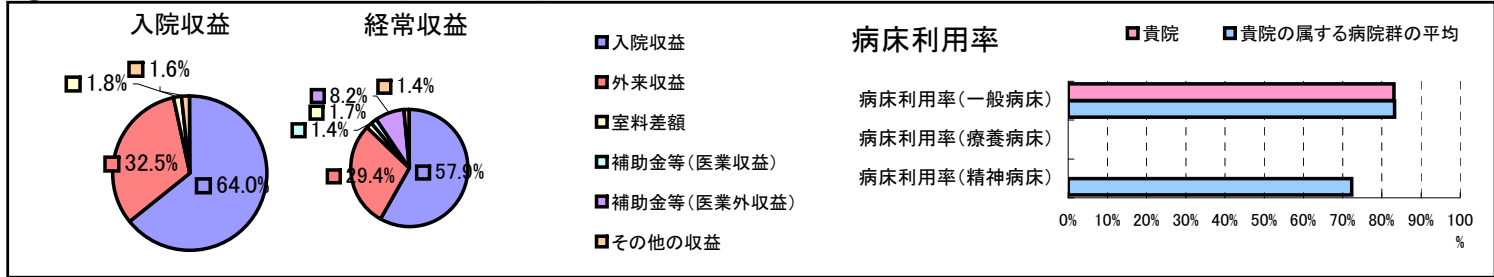 入院収益
1.8%
1.6%
32.5%
64.0%
経常収益
8.2%
1.4%
1.7%
1.4%
29.4%
57.9%
入院収益
外来収益
室料差額
補助金等(医業収益)
補助金等(医業外収益)
その他の収益
病床利用率
貴院
貴院の属する病院群の平均
病床利用率(一般病床)
病床利用率(療養病床)
病床利用率(精神病床)
0% 10% 20% 30% 40% 50% 60% 70% 80% 90% 100
%